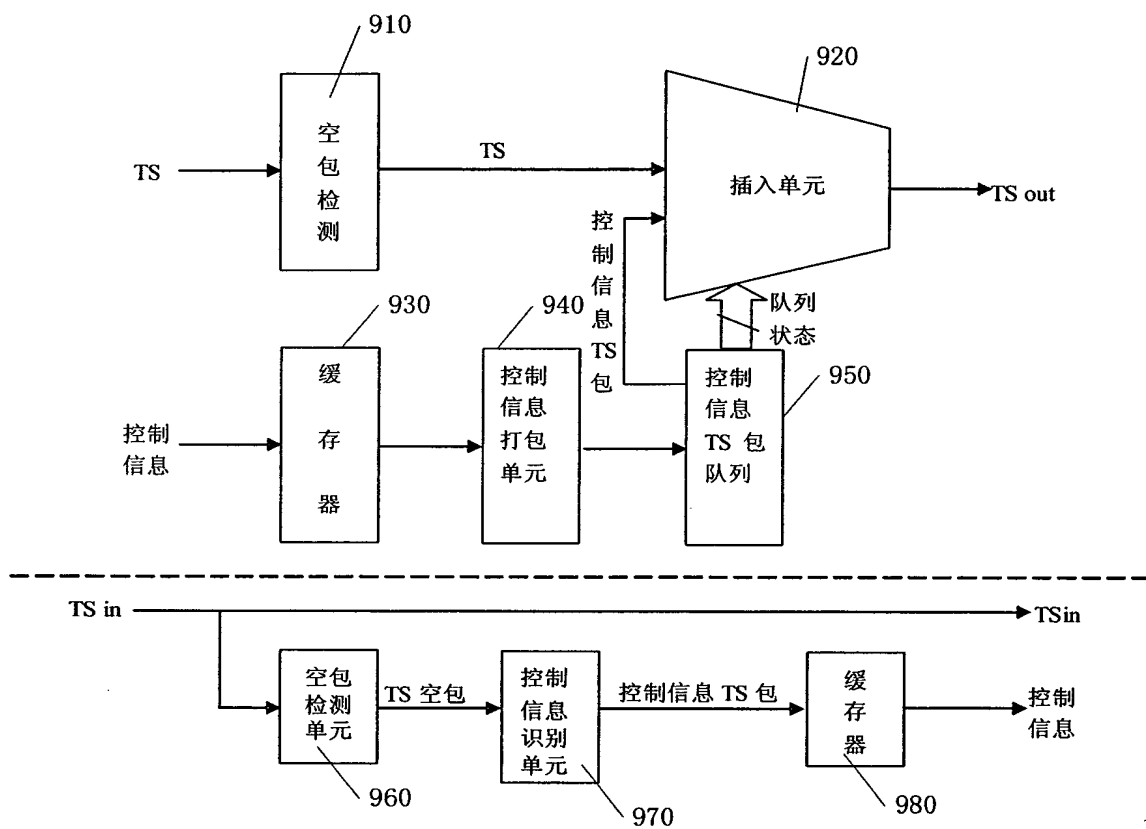 910
空
包
检
测
TS
TS
920
插入单元
TS out
控
制
信
息
TS
包
队列
状态
930
缓
存
器
控制
信息
940
控制
信息
打包
单元
950
控制
信息
TS 包
队列
TS in
TSin
空包
检测
单元
960
TS 空包
控制
信息
识别
单元
970
控制信息 TS 包
缓
存
器
980
控制
信息